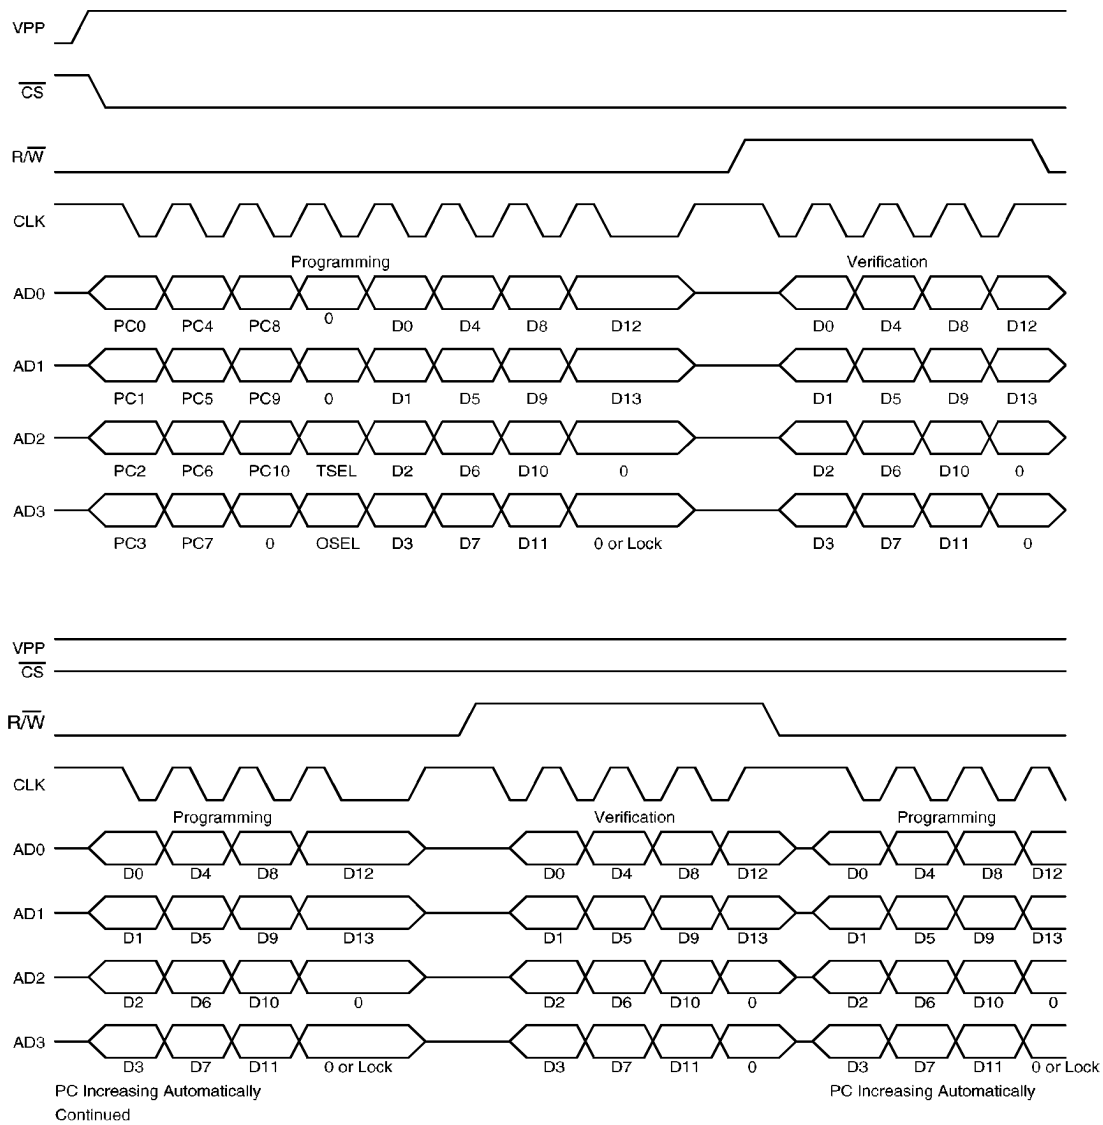 VPP
CS
R/W
CLK
Programming Verification
AD0
0
PC0 PC4 PC8 D0 D4 D8 D12 D0 D4 D8 D12
AD1
PC1 PC5 PC9 0 D1 D5 D9 D13 D1 D5 D9 D13
AD2
PC2 PC6 PC10 TSEL D2 D6 D10 0 D2 D6 D10 0
AD3
PC3 PC7 0 OSEL D3 D7 D11 0 or Lock D3 D7 D11 0
VPP
CS
R/W
CLK
Programming Verification Programming
AD0
D0 D4 D8 D12 D0 D4 D8 D12 D0 D4 D8 D12
AD1
D1 D5 D9 D13 D1 D5 D9 D13 D1 D5 D9 D13
AD2
D2 D6 D10 0 D2 D6 D10 0 D2 D6 D10 0
AD3
D3 D7 D11 0 or Lock D3 D7 D11 0 D3 D7 D11 0 or Lock
PC Increasing Automatically PC Increasing Automatically
Continued